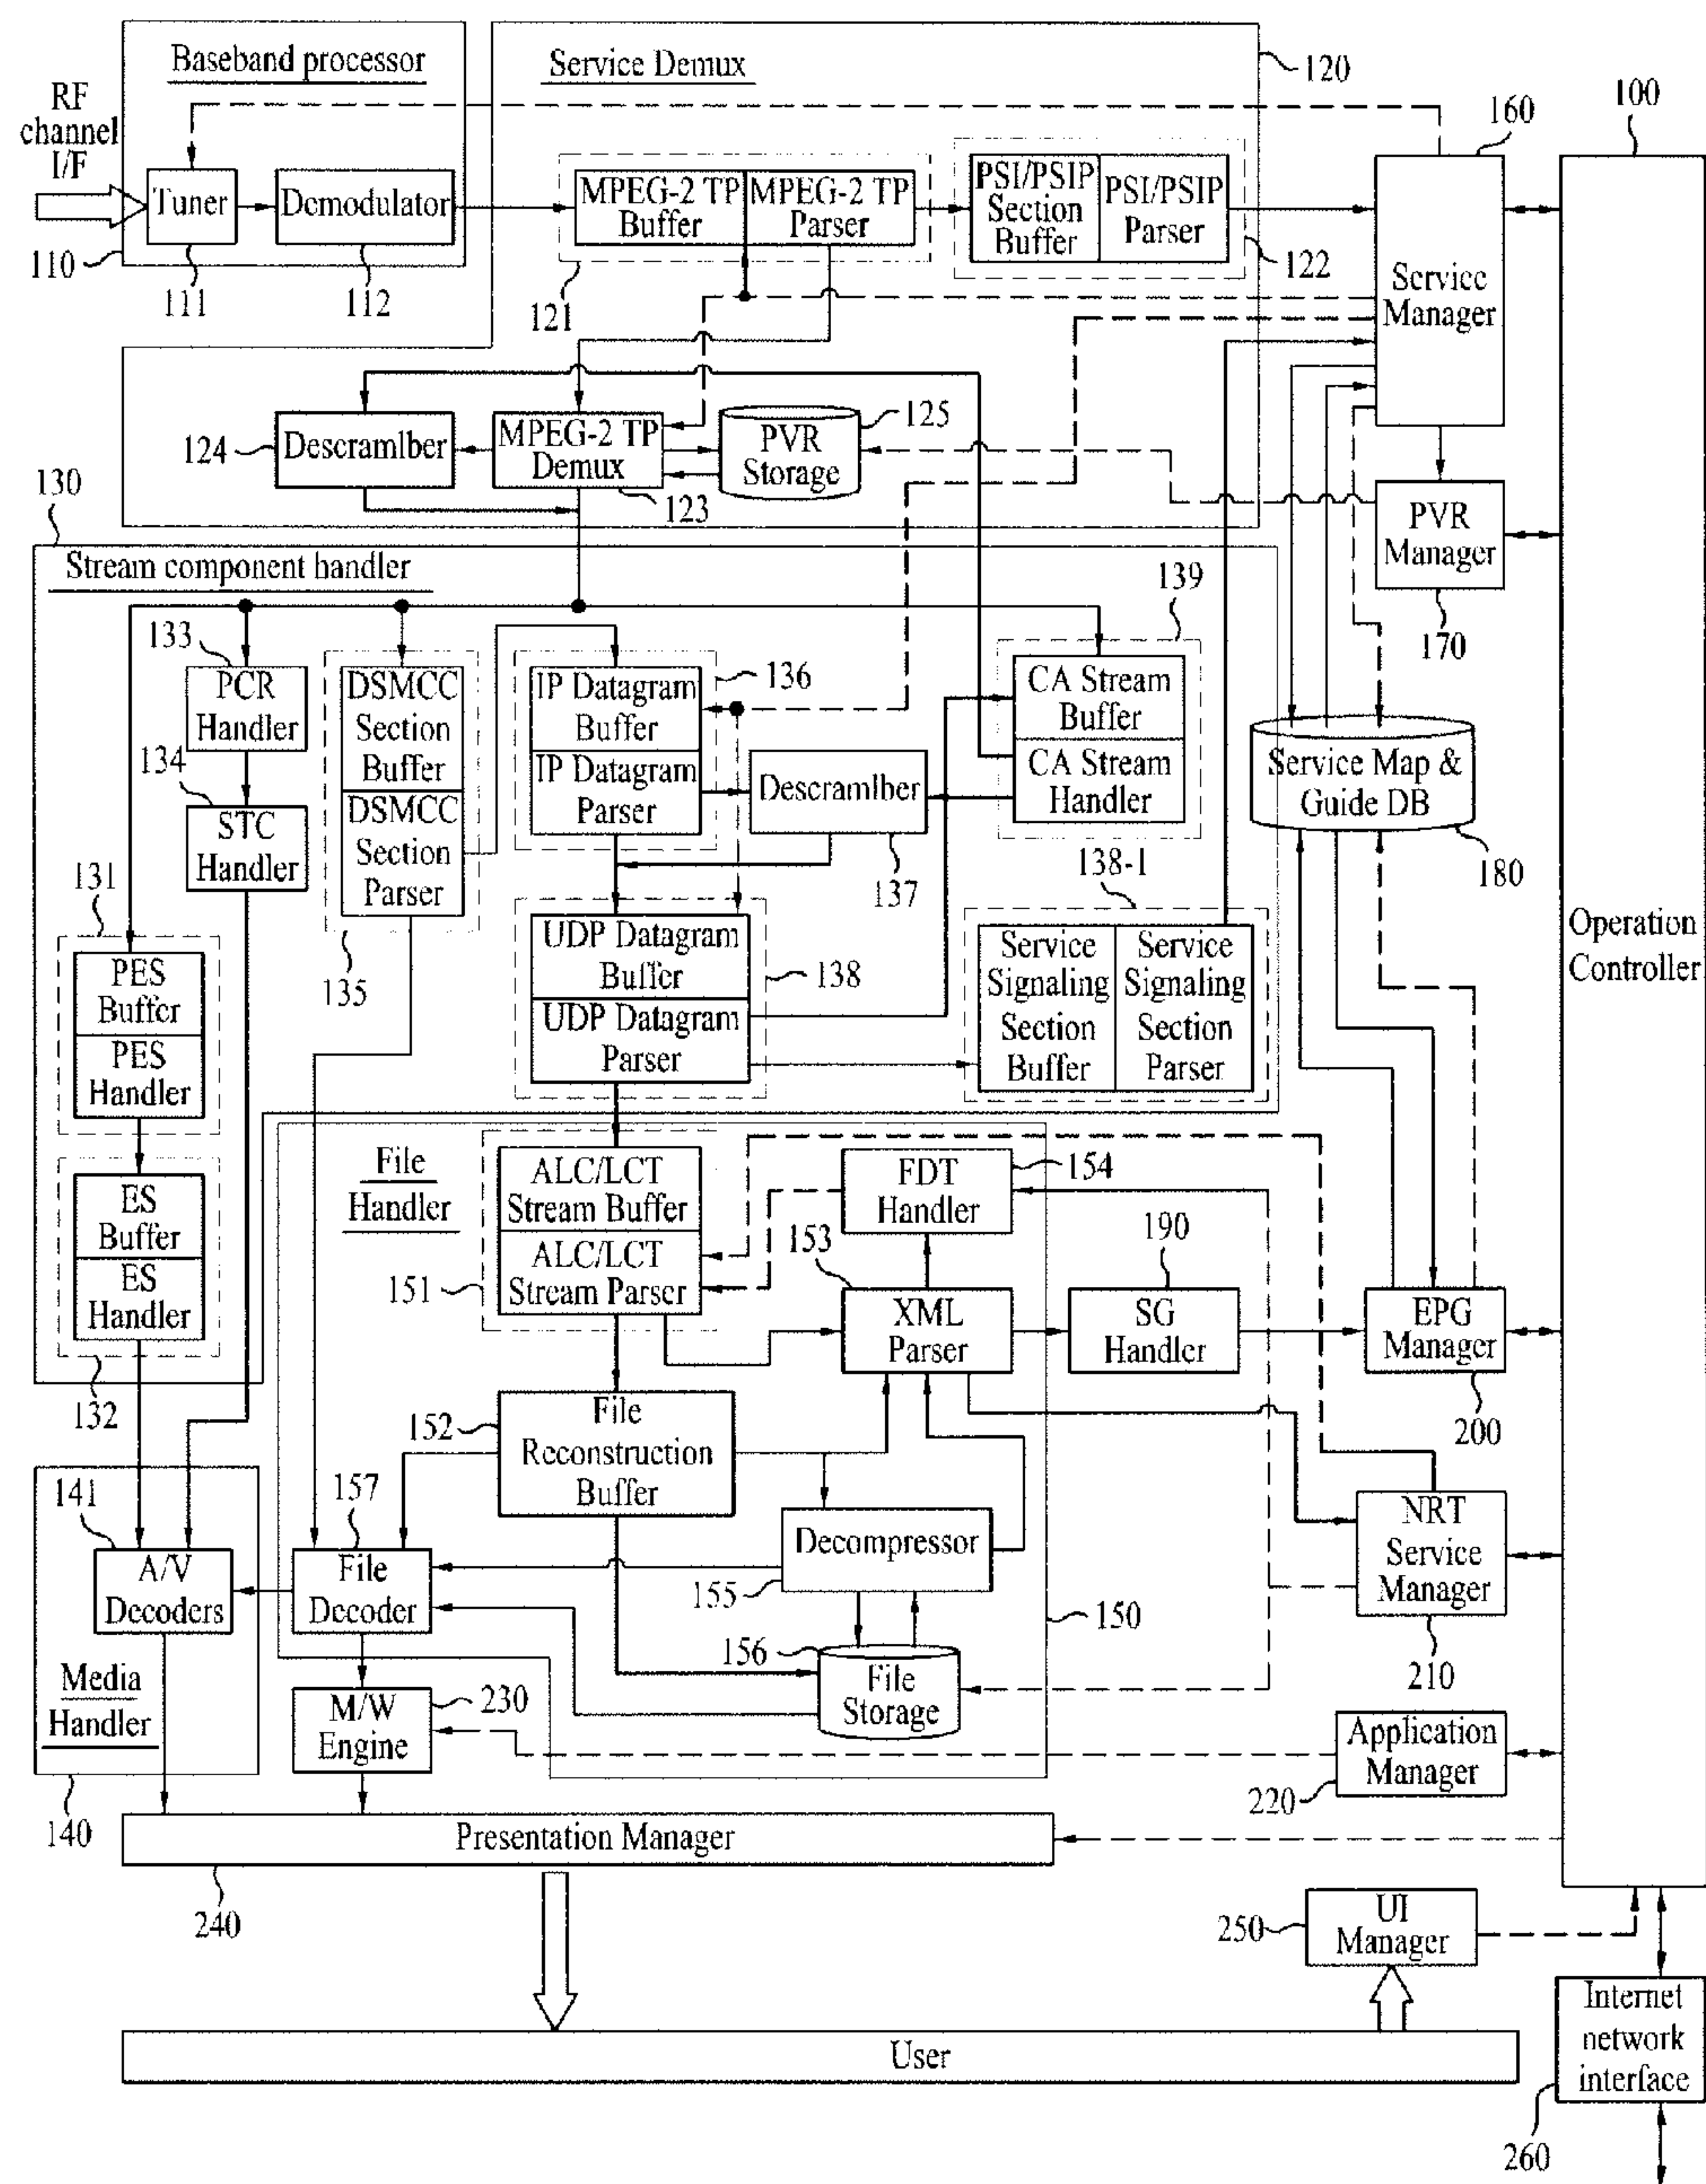 Baseband processor
Service Demux
120
RF
channel
I/F
160
100
Tuner
Demodulator
MPEG-2 TP
Buffer
MPEG-2 TP
Parser
PSI/PSIP
Section
Buffer
PSI/PSIP
Parser
110
111
112
121
122
Service
Manager
124
Descramlber
MPEG-2 TP
Demux
123
PVR
Storage
125
130
PVR
Manager
170
Stream component handler
139
133
PCR
Handler
134
STC
Handler
DSMCC
Section
Buffer
DSMCC
Section
Parser
135
IP Datagram
Buffer
IP Datagram
Parser
136
Descramlber
137
CA Stream
Buffer
CA Stream
Handler
Service Map &
Guide DB
180
138-1
Operation
Controller
131
PES
Buffer
PES
Handler
UDP Datagram
Buffer
UDP Datagram
Parser
138
Service
Signaling
Section
Buffer
Service
Signaling
Section
Parser
ES
Buffer
ES
Handler
132
File
Handler
ALC/LCT
Stream Buffer
ALC/LCT
Stream Parser
151
FDT
Handler
154
153
XML
Parser
190
SG
Handler
EPG
Manager
200
152
File
Reconstruction
Buffer
141
A/V
Decoders
157
File
Decoder
Decompressor
155
156
File
Storage
150
NRT
Service
Manager
210
Media
Handler
140
M/W
Engine
230
Application
Manager
220
Presentation Manager
240
250
UI
Manager
Internet
network
interface
260
User